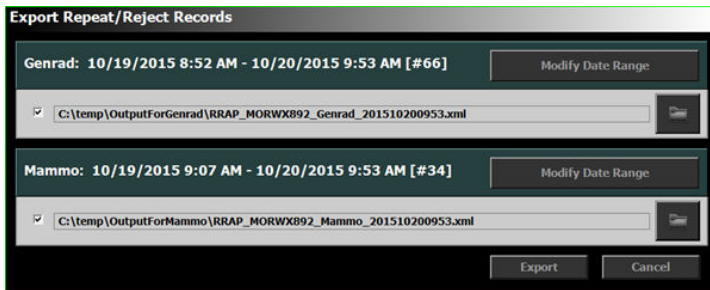 Export Repeat/Reject Records
Genrad: 10/19/2015 8:52 AM - 10/20/2015 9:53 AM [#66]
Modify Date Range
C:\temp\OutputForGenrad\RRAP_MORWX892_Genrad_201510200953.xml
Mammo: 10/19/2015 9:07 AM - 10/20/2015 9:53 AM [#34]
Modify Date Range
C:\temp\OutputForMammo\RRAP_MORWX892_Mammo_201510200953.xml
Export Cancel